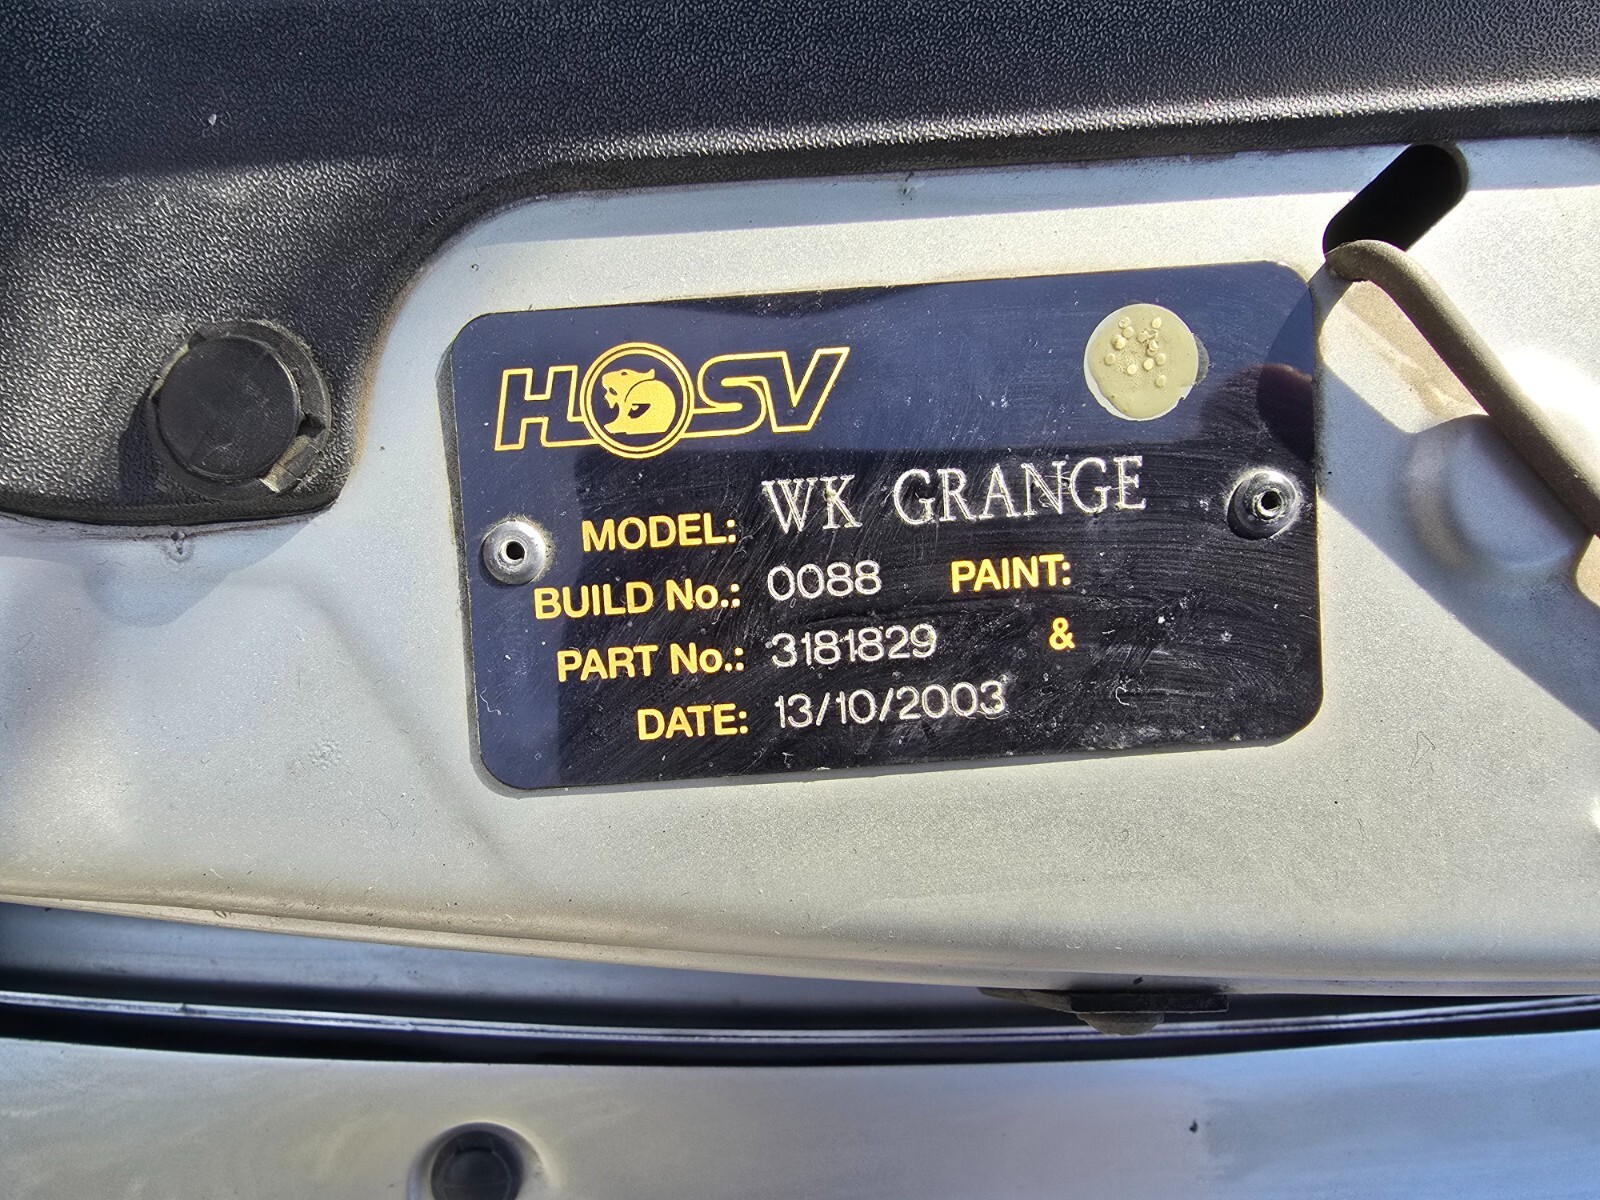 HSV
MODEL: WK GRANGE
BUILD No.: 0088 PAINT:
PART No.: 3181829 &
DATE: 13/10/2003